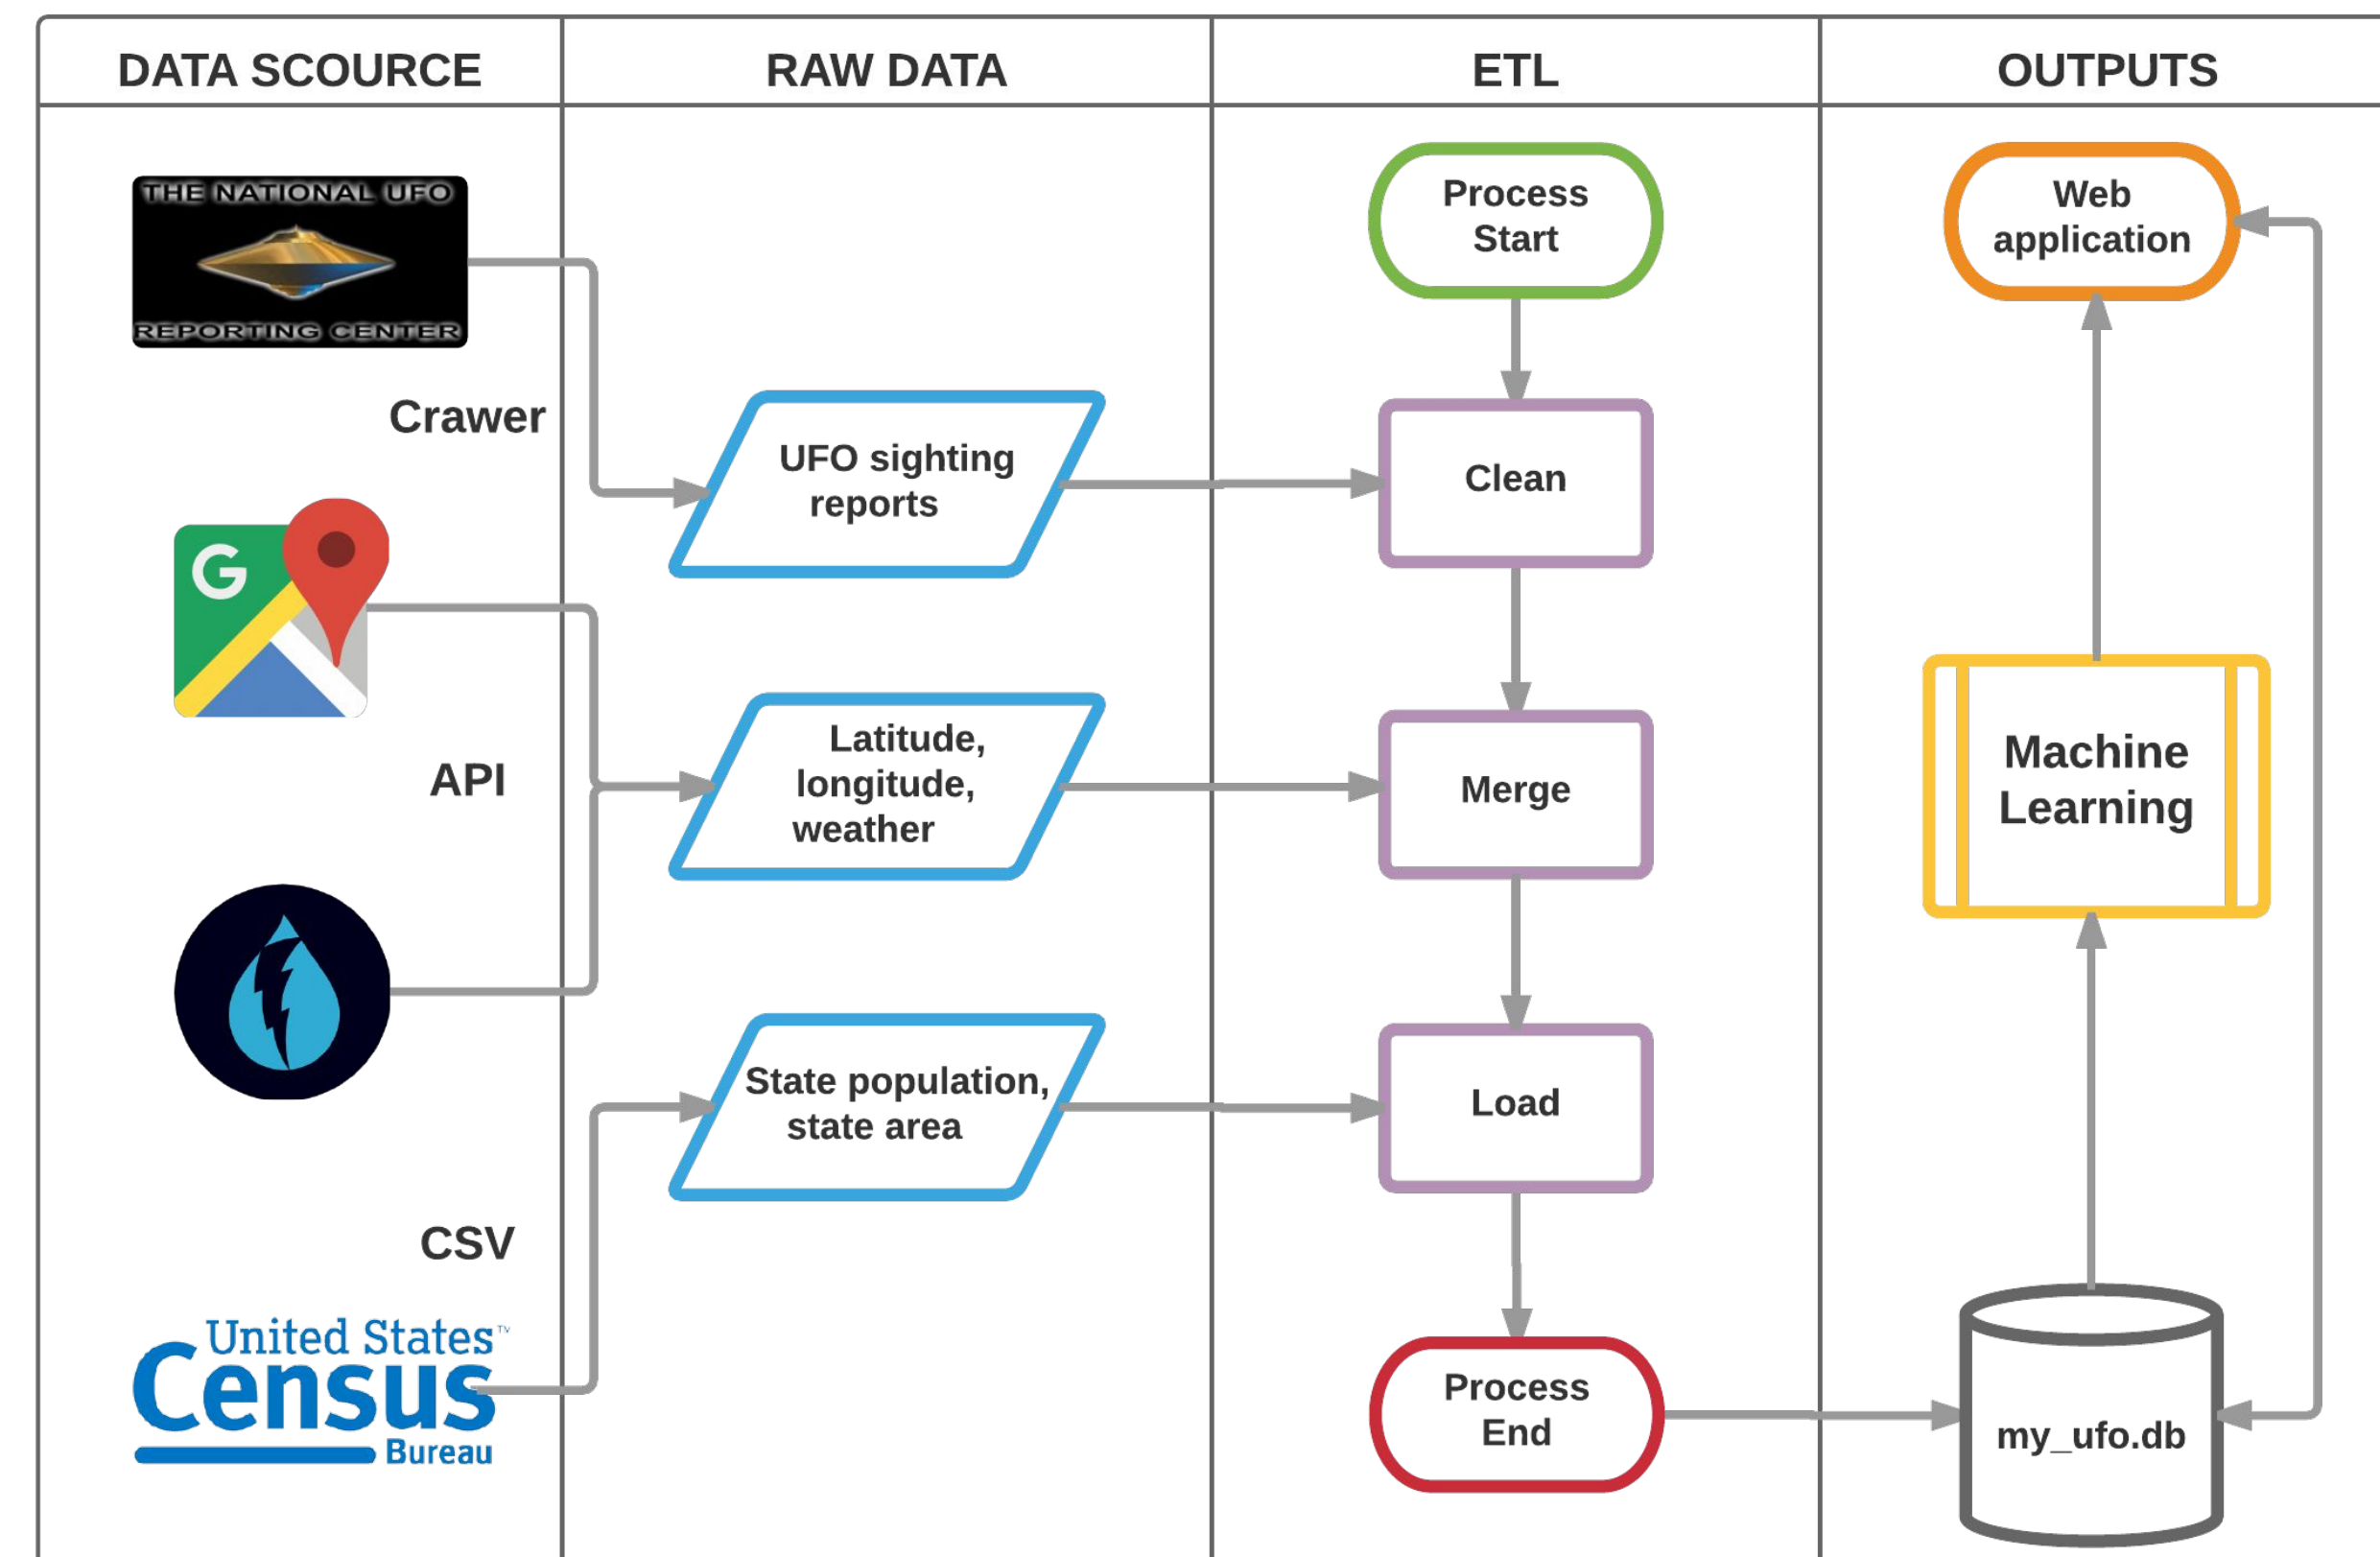 DATA SCOURCE
RAW DATA
ETL
OUTPUTS
THE NATIONAL UFO
REPORTING CENTER
Crawer
G
API
CSV
United States™
Census
Bureau
UFO sighting
reports
Latitude,
longitude,
weather
State population,
state area
Process
Start
Clean
Merge
Load
Process
End
Web
application
Machine
Learning
my_ufo.db